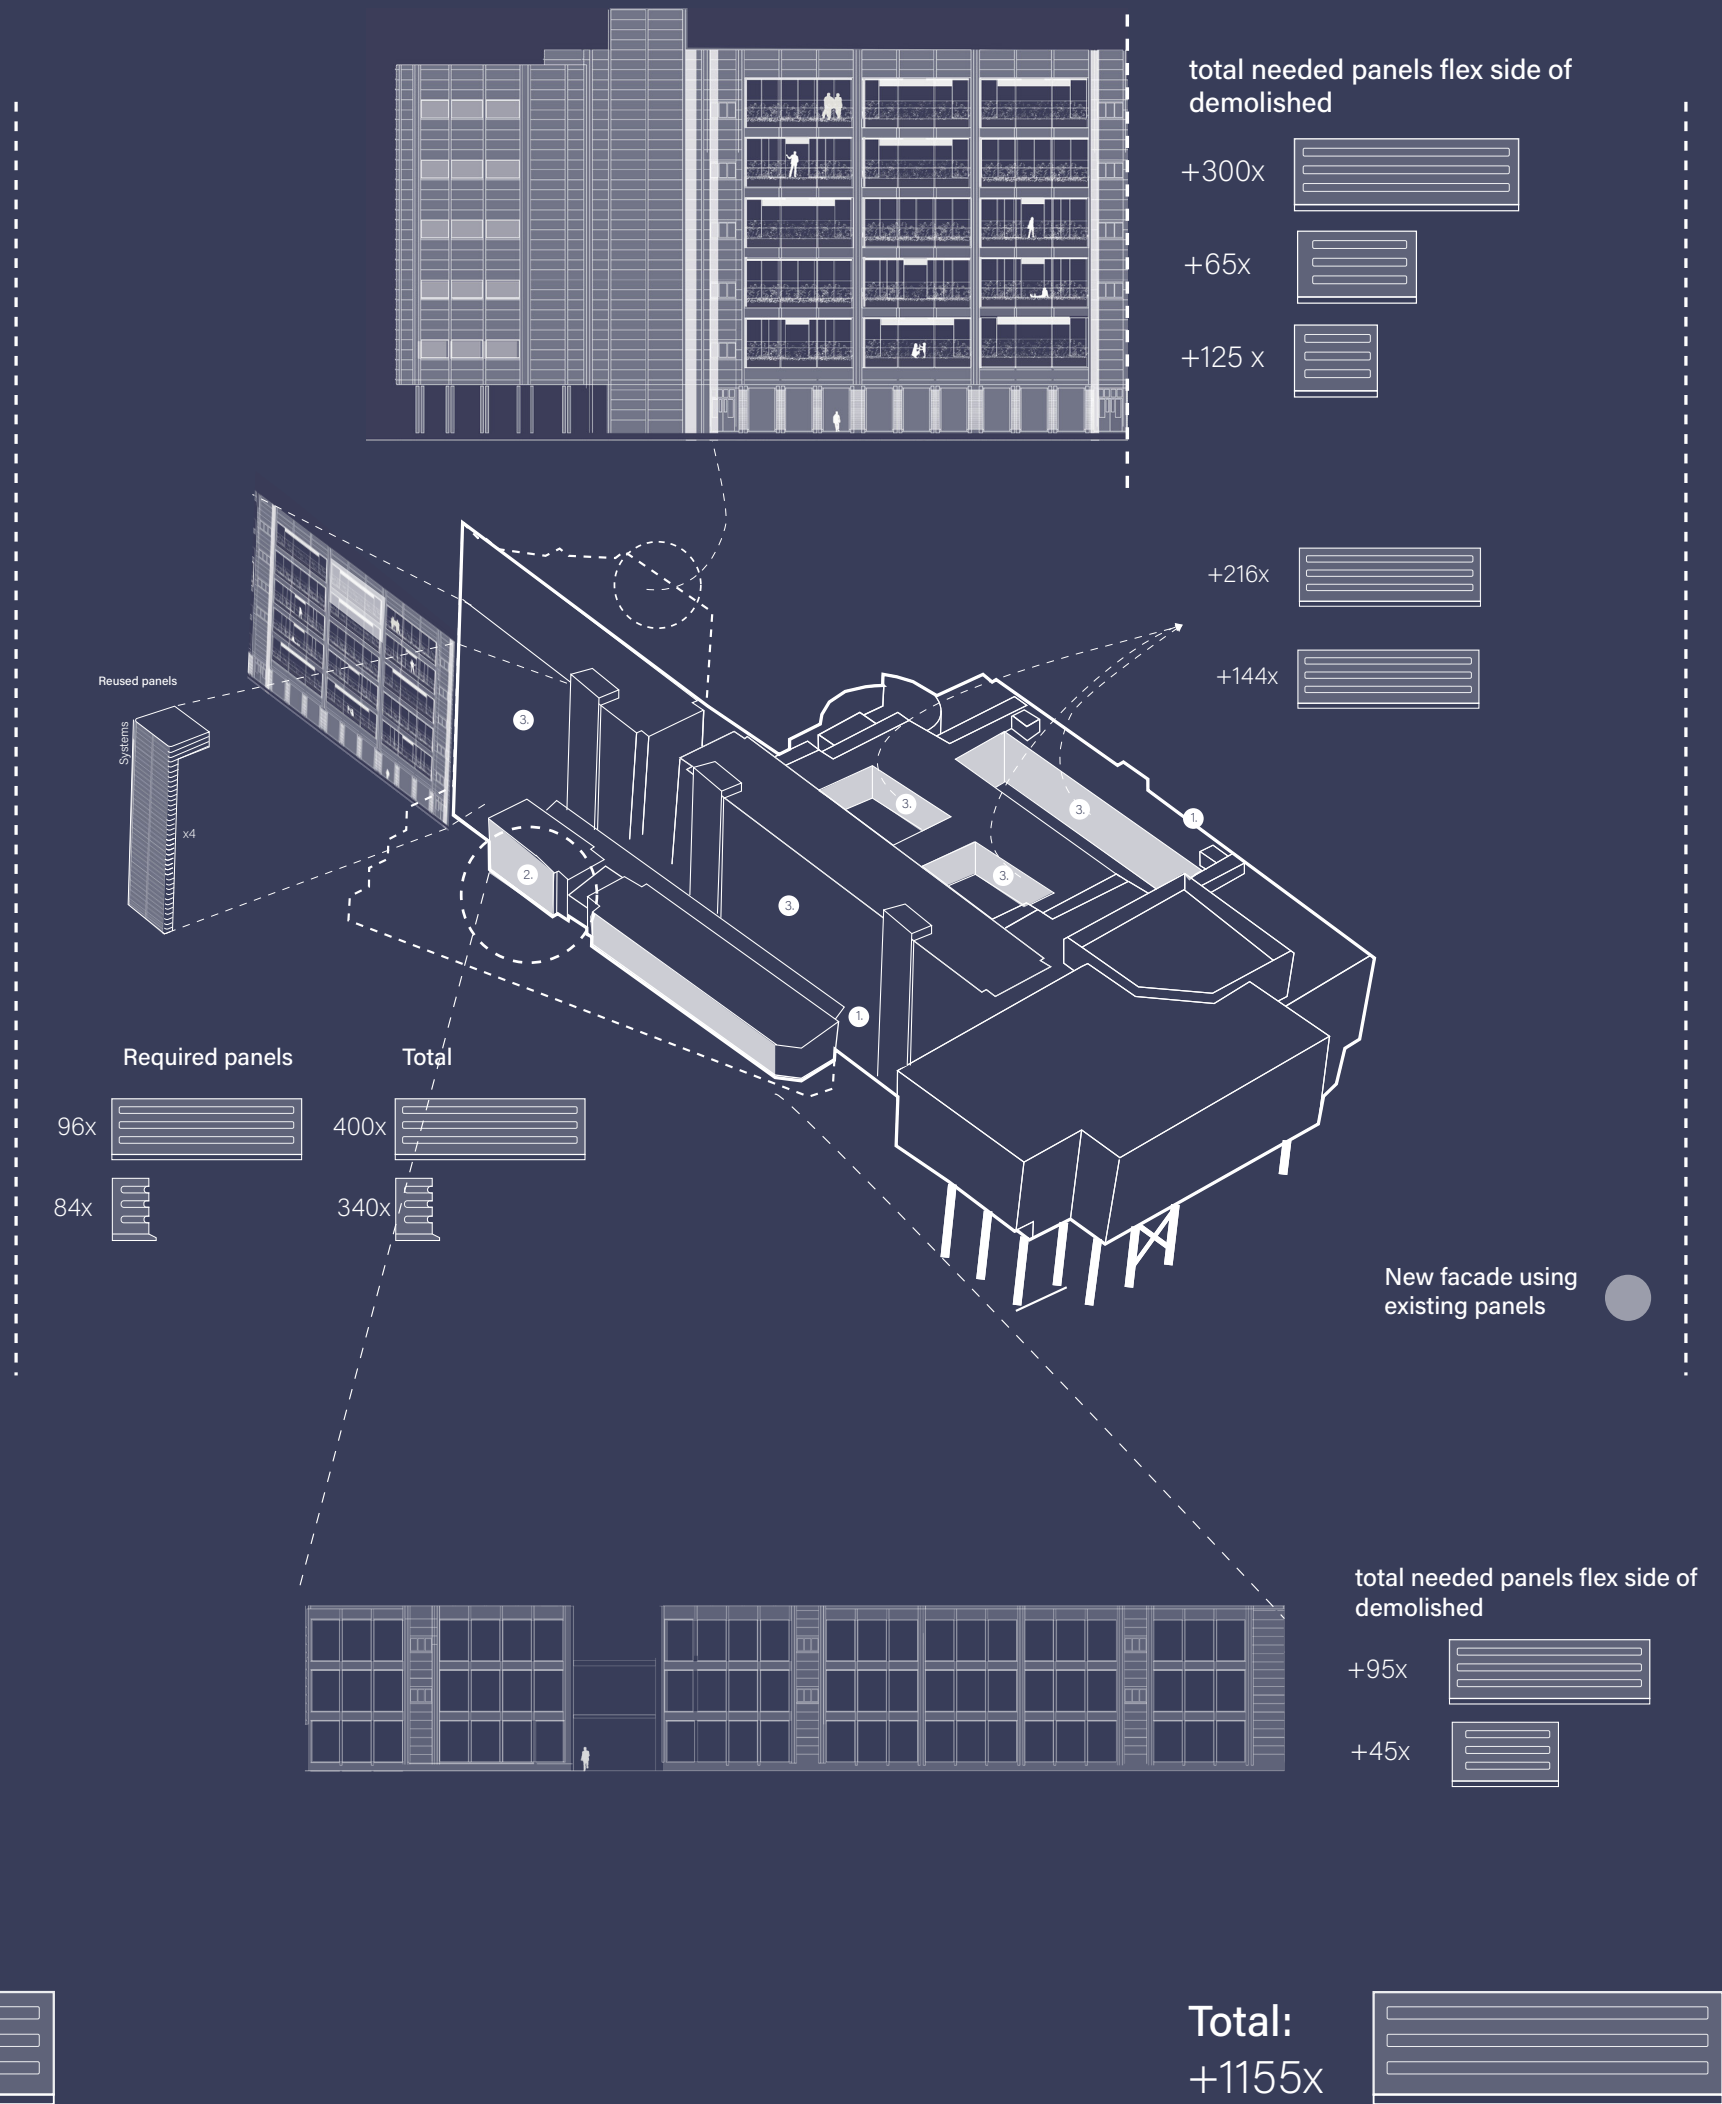 total needed panels flex side of
demolished
+300x
+65x
+125 x
+216x
+144x
Reused panels
Systems
x4
3.
3.
3.
3.
3.
1.
2.
1.
Required panels
Total
96x
400x
84x
340x
New facade using
existing panels
total needed panels flex side of
demolished
+95x
+45x
Total:
+1155x